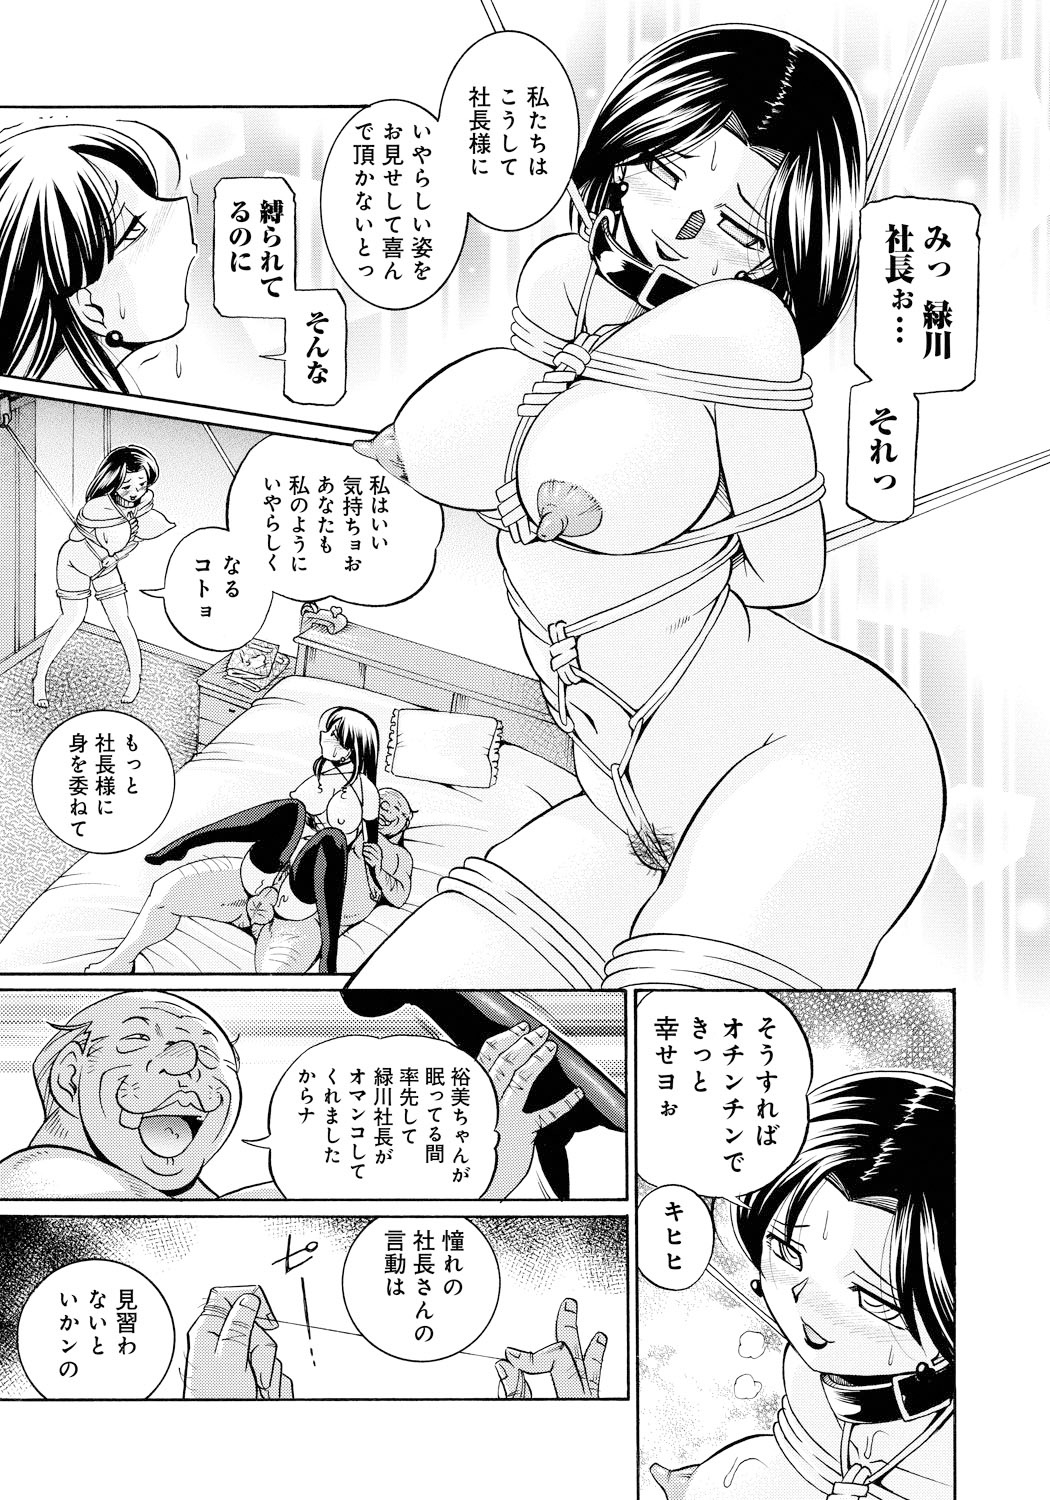 みっ 緑川
社長ぉ…
それっ
私たちは
こうして
社長様に
いやらしい姿を
お見せして喜ん
で頂かないとっ
縛られて
るのに
そんな
私はいい
気持ちョお
あなたも
私のように
いやらしく
なる
コトョ
もっと
社長様に
身を委ねて
そうすれば
オチンチンで
きっと
幸せヨぉ
キヒヒ
裕美ちゃんが
眠ってる間
率先して
緑川社長が
オマンコして
くれました
からナ
憧れの
社長さんの
言動は
ピーン
見習わ
ないと
いかンの